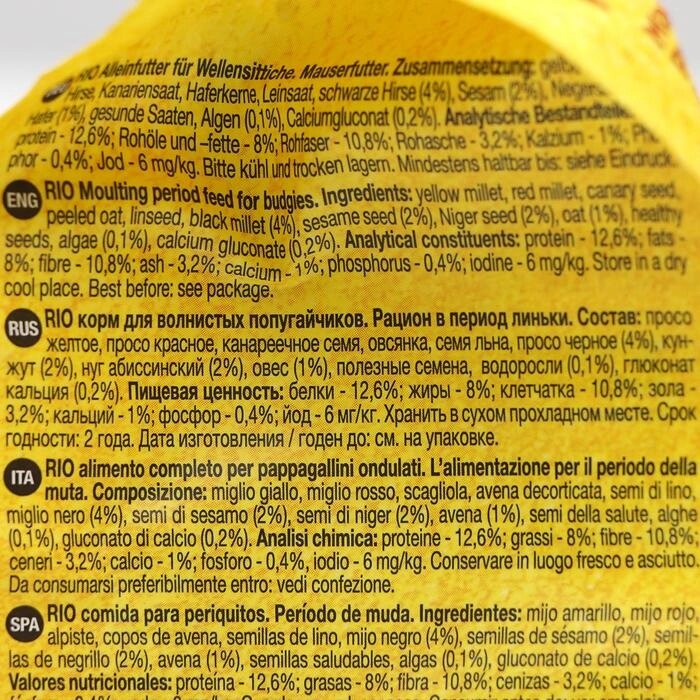 RIO Alleinfutter für Wellensittiche. Mauserfutter. Zusammensetzung:
Hirse, Kanariensaat, Haferkerne, Leinsaat, schwarze Hirse (4%), Sesam (2%),
Hafer (1%), gesunde Saaten, Algen (0,1%), Calciumgluconat (0,2%). Analytische
protein - 12,6%; Rohöle und –fette - 8%; Rohfaser - 10,8%; Rohasche - 3,2%; Kalzium - 1%;
phor - 0,4%; Jod - 6 mg/kg. Bitte kühl und trocken lagern. Mindestens haltbar bis: siehe
ENG RIO Moulting period feed for budgies. Ingredients: yellow millet, red millet, canary seed,
peeled oat, linseed, black millet (4%), sesame seed (2%), Niger seed (2%), oat (1%), healthy
seeds, algae (0,1%), calcium gluconate (0,2%). Analytical constituents: protein - 12,6%; fats -
8%; fibre - 10,8%; ash - 3,2%; calcium - 1%; phosphorus - 0,4%; iodine - 6 mg/kg. Store in a dry
cool place. Best before: see package.
RUS RIO корм для волнистых попугайчиков. Рацион в период линьки. Состав: просо
желтое, просо красное, канареечное семя, овсянка, семя льна, просо черное (4%), кун-
жут (2%), нуг абиссинский (2%), овес (1%), полезные семена, водоросли (0,1%), глюконат
кальция (0,2%). Пищевая ценность: белки - 12,6%; жиры - 8%; клетчатка - 10,8%; зола
3,2%; кальций - 1%; фосфор - 0,4%; йод - 6 мг/кг. Хранить в сухом прохладном месте. Срок
годности: 2 года. Дата изготовления / годен до: см. на упаковке.
ITA RIO alimento completo per pappagallini ondulati. L'alimentazione per il periodo della
muta. Composizione: miglio giallo, miglio rosso, scagliola, avena decorticata, semi di lino,
miglio nero (4%), semi di sesamo (2%), semi di niger (2%), avena (1%), semi della salute, alghe
(0,1%), gluconato di calcio (0,2%). Analisi chimica: proteine - 12,6%; grassi - 8%; fibre - 10,8%;
ceneri - 3,2%; calcio - 1%; fosforo - 0,4%, iodio - 6 mg/kg. Conservare in luogo fresco e asciutto.
Da consumarsi preferibilmente entro: vedi confezione.
SPA RIO comida para periquitos. Período de muda. Ingredientes: mijo amarillo, mijo rojo,
alpiste, copos de avena, semillas de lino, mijo negro (4%), semillas de sésamo (2%), semil-
las de negrillo (2%), avena (1%), semillas saludables, algas (0,1%), gluconato de calcio (0,2%).
Valores nutricionales: proteína - 12,6%; grasas - 8%; fibra - 10,8%; cenizas - 3,2%; calcio - 1%